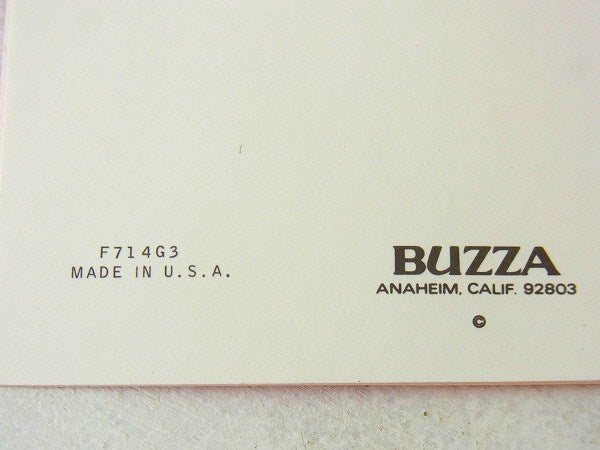 F714G3
MADE IN U.S.A.
BUZZA
ANAHEIM, CALIF. 92803
©